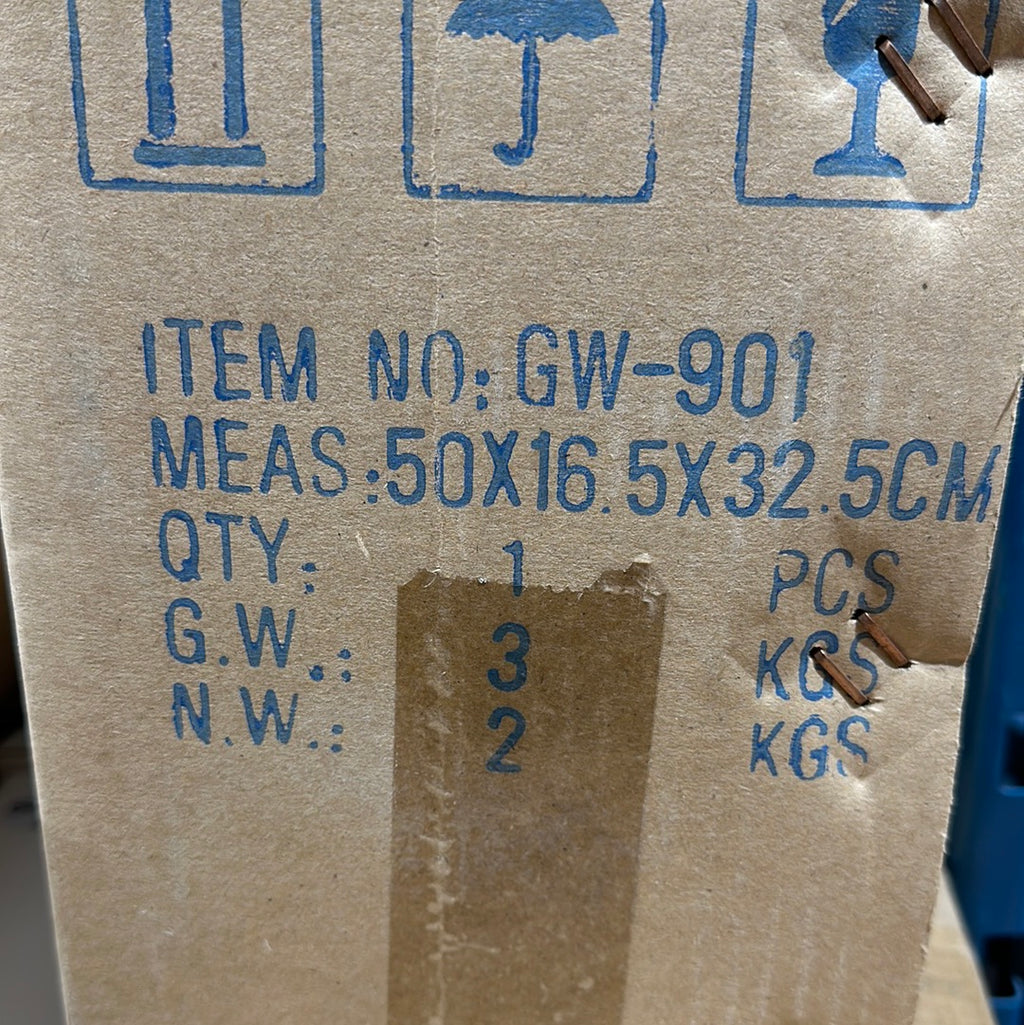 ITEM NO: GW-901
MEAS:50X16.5X32.5CM
QTY: 1 PCS
G.W.: 3 KGS
N.W.: 2 KGS